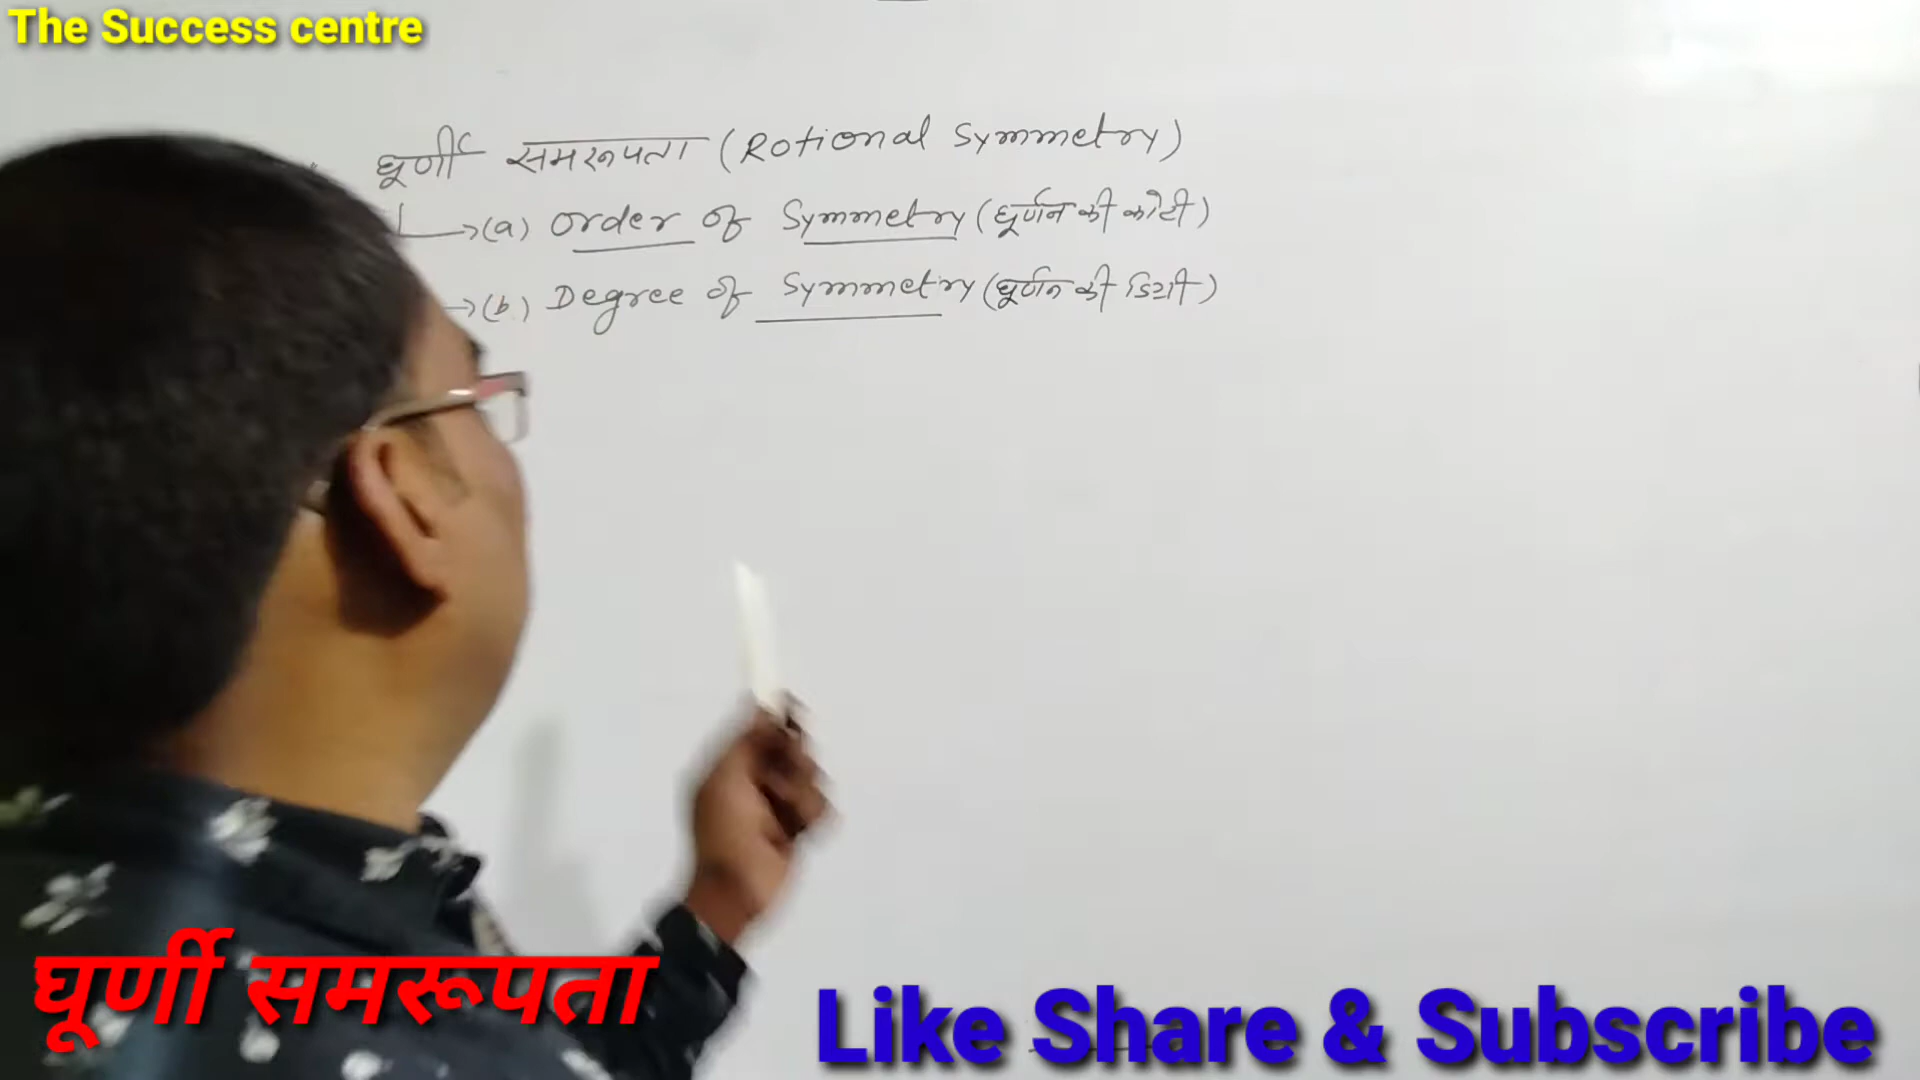 The Success centre
घूर्णी समरूपता (Rotional Symmetry)
→(a) Order of Symmetry (घूर्णन की कोटी)
→(b) Degree of Symmetry (घूर्णन की डिग्री)
घूर्णी समरूपता
Like Share & Subscribe